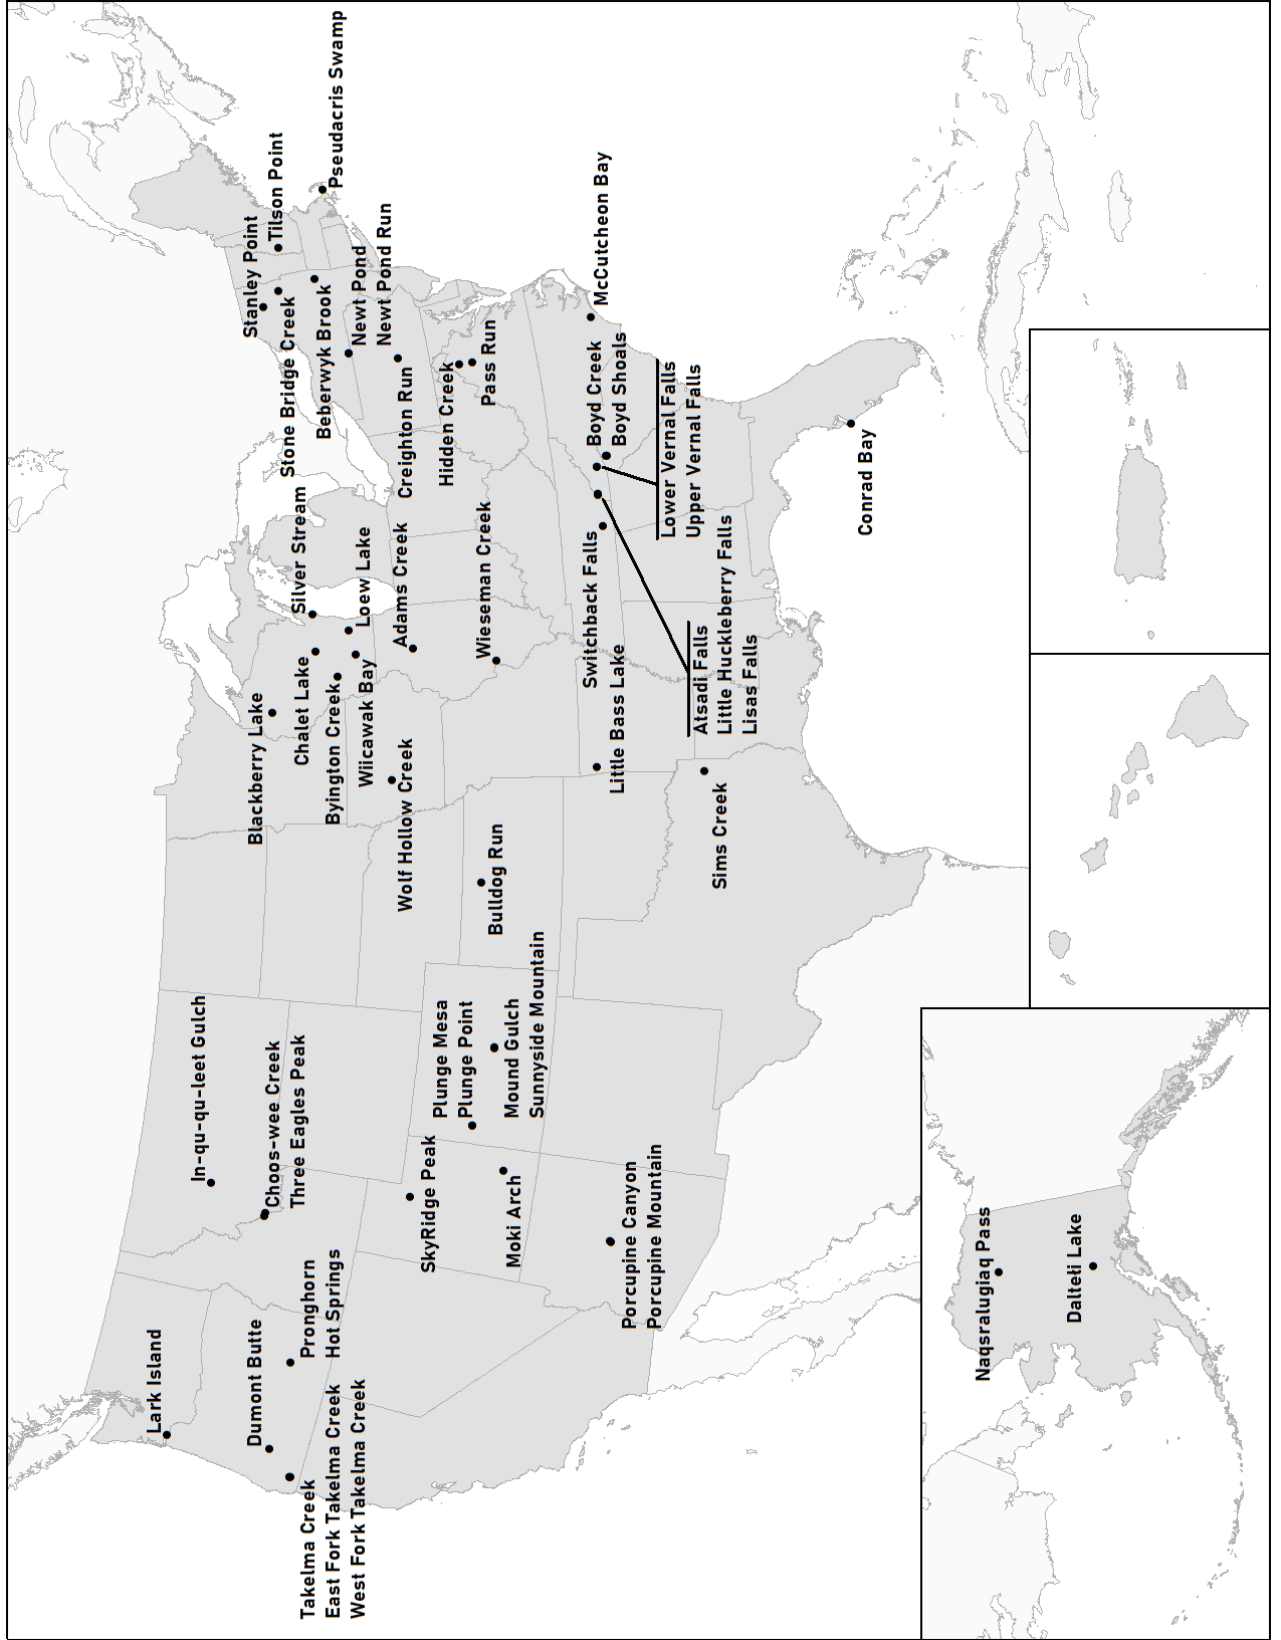 Lark Island
Dumont Butte
Pronghorn
Hot Springs
Takelma Creek
East Fork Takelma Creek
West Fork Takelma Creek
In-qu-qu-leet Gulch
Choos-wee Creek
Three Eagles Peak
SkyRidge Peak
Plunge Mesa
Plunge Point
Moki Arch
Mound Gulch
Sunnyside Mountain
Porcupine Canyon
Porcupine Mountain
Bulldog Run
Wolf Hollow Creek
Blackberry Lake
Chalet Lake
Byington Creek
Wiicawak Bay
Silver Stream
Loew Lake
Adams Creek
Wieseman Creek
Little Bass Lake
Sims Creek
Switchback Falls
Atsadi Falls
Little Huckleberry Falls
Lisas Falls
Lower Vernal Falls
Upper Vernal Falls
Boyd Creek
Boyd Shoals
McCutcheon Bay
Conrad Bay
Stanley Point
Tilson Point
Stone Bridge Creek
Beberwyk Brook
Pseudacris Swamp
Newt Pond
Newt Pond Run
Creighton Run
Hidden Creek
Pass Run
Naqsralugiaq Pass
Dalteti Lake